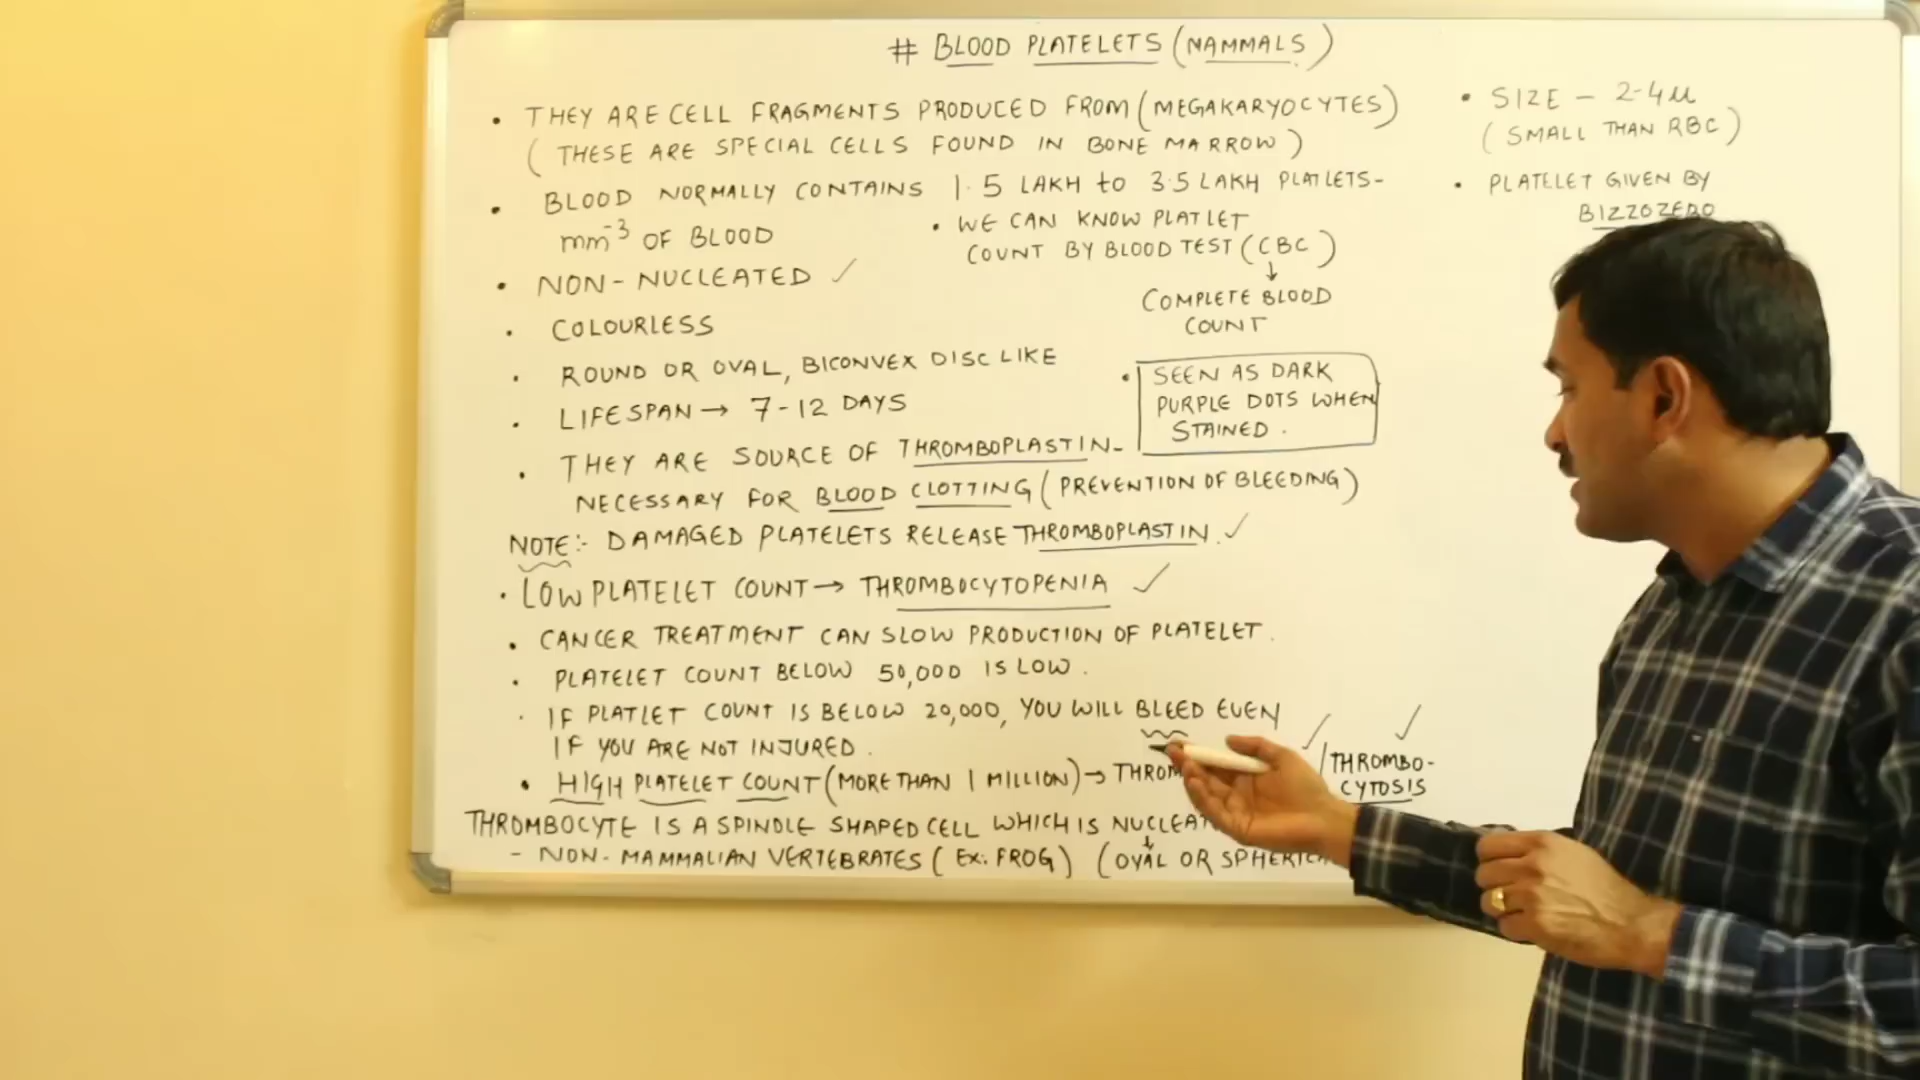 # BLOOD PLATELETS (MAMMALS)
• THEY ARE CELL FRAGMENTS PRODUCED FROM (MEGAKARYOCYTES)
( THESE ARE SPECIAL CELLS FOUND IN BONE MARROW )
• BLOOD NORMALLY CONTAINS 1.5 LAKH to 3.5 LAKH PLATLETS-
mm⁻³ OF BLOOD
• NON-NUCLEATED ✓
• COLOURLESS
• ROUND OR OVAL, BICONVEX DISC LIKE
• LIFESPAN → 7-12 DAYS
• THEY ARE SOURCE OF THROMBOPLASTIN-
NECESSARY FOR BLOOD CLOTTING (PREVENTION OF BLEEDING)
NOTE:- DAMAGED PLATELETS RELEASE THROMBOPLASTIN. ✓
• LOW PLATELET COUNT → THROMBOCYTOPENIA ✓
• CANCER TREATMENT CAN SLOW PRODUCTION OF PLATELET.
• PLATELET COUNT BELOW 50,000 IS LOW.
• IF PLATLET COUNT IS BELOW 20,000, YOU WILL BLEED EVEN
IF YOU ARE NOT INJURED.
• HIGH PLATELET COUNT (MORE THAN 1 MILLION) → / THROMBO-
CYTOSIS
THROMBOCYTE IS A SPINDLE SHAPED CELL WHICH IS
- NON-MAMMALIAN VERTEBRATES ( EX: FROG ) ( OVAL OR
• WE CAN KNOW PLATLET
COUNT BY BLOOD TEST (CBC)
↓
COMPLETE BLOOD
COUNT
• SEEN AS DARK
PURPLE DOTS WHEN
STAINED.
• SIZE – 2-4µ
( SMALL THAN RBC )
• PLATELET GIVEN BY
BIZZOZERO